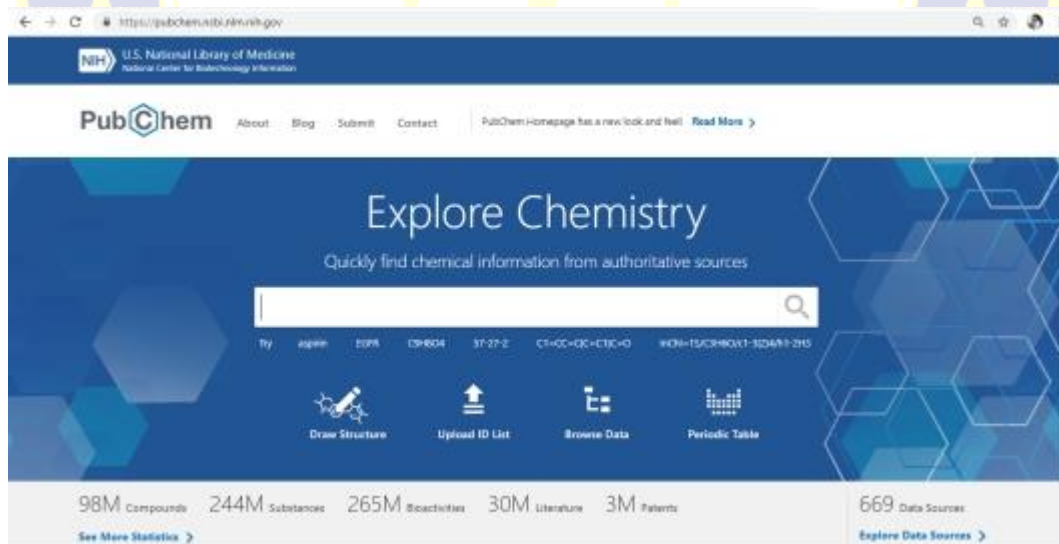 https://pubchem.ncbi.nlm.nih.gov
NIH U.S. National Library of Medicine
National Center for Biotechnology Information
PubChem About Blog Submit Contact PubChem Homepage has a new look and feel! Read More >
Explore Chemistry
Quickly find chemical information from authoritative sources
Try aspirin EGFR C9H8O4 57-27-2 C1=CC=C(C=C1)C=O
Draw Structure Upload ID List Browse Data Periodic Table
98M Compounds 244M Substances 265M Bioactivities 30M Literature 3M Patents 669 Data Sources
See More Statistics > Explore Data Sources >